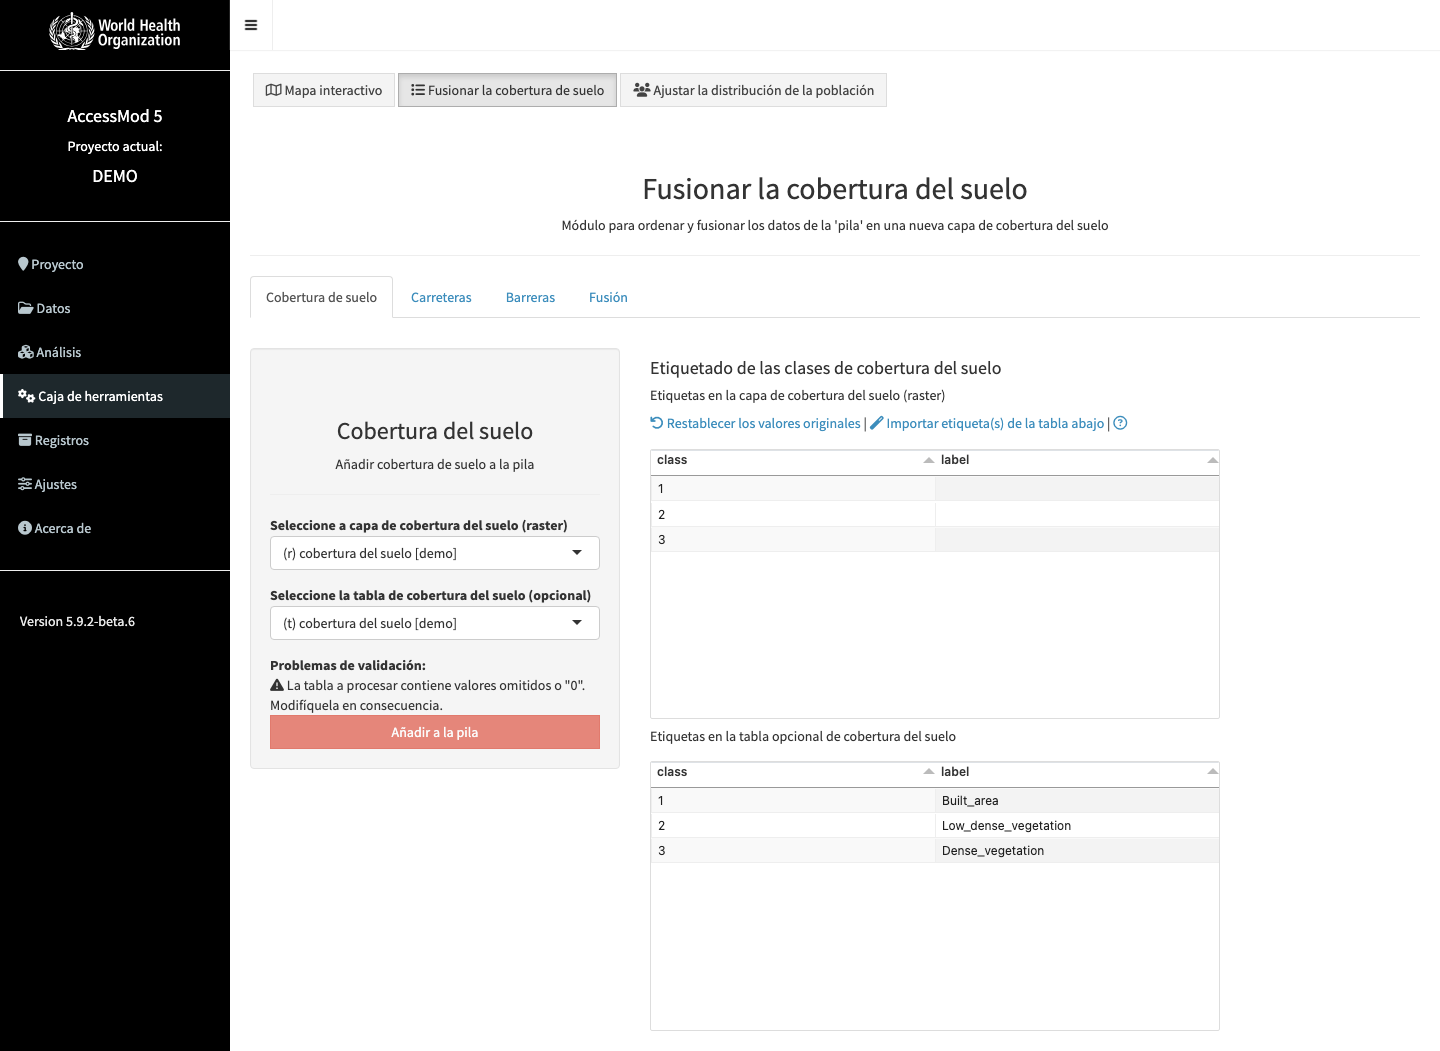 World Health
Organization
AccessMod 5
Proyecto actual:
DEMO
Proyecto
Datos
Análisis
Caja de herramientas
Registros
Ajustes
Acerca de
Version 5.9.2-beta.6
Mapa interactivo
Fusionar la cobertura de suelo
Ajustar la distribución de la población
Fusionar la cobertura del suelo
Módulo para ordenar y fusionar los datos de la 'pila' en una nueva capa de cobertura del suelo
Cobertura de suelo
Carreteras
Barreras
Fusión
Cobertura del suelo
Añadir cobertura de suelo a la pila
Seleccione a capa de cobertura del suelo (raster)
(r) cobertura del suelo [demo]
Seleccione la tabla de cobertura del suelo (opcional)
(t) cobertura del suelo [demo]
Problemas de validación:
La tabla a procesar contiene valores omitidos o "0".
Modifíquela en consecuencia.
Añadir a la pila
Etiquetado de las clases de cobertura del suelo
Etiquetas en la capa de cobertura del suelo (raster)
Restablecer los valores originales | Importar etiqueta(s) de la tabla abajo |
class label
1
2
3
Etiquetas en la tabla opcional de cobertura del suelo
class label
1 Built_area
2 Low_dense_vegetation
3 Dense_vegetation